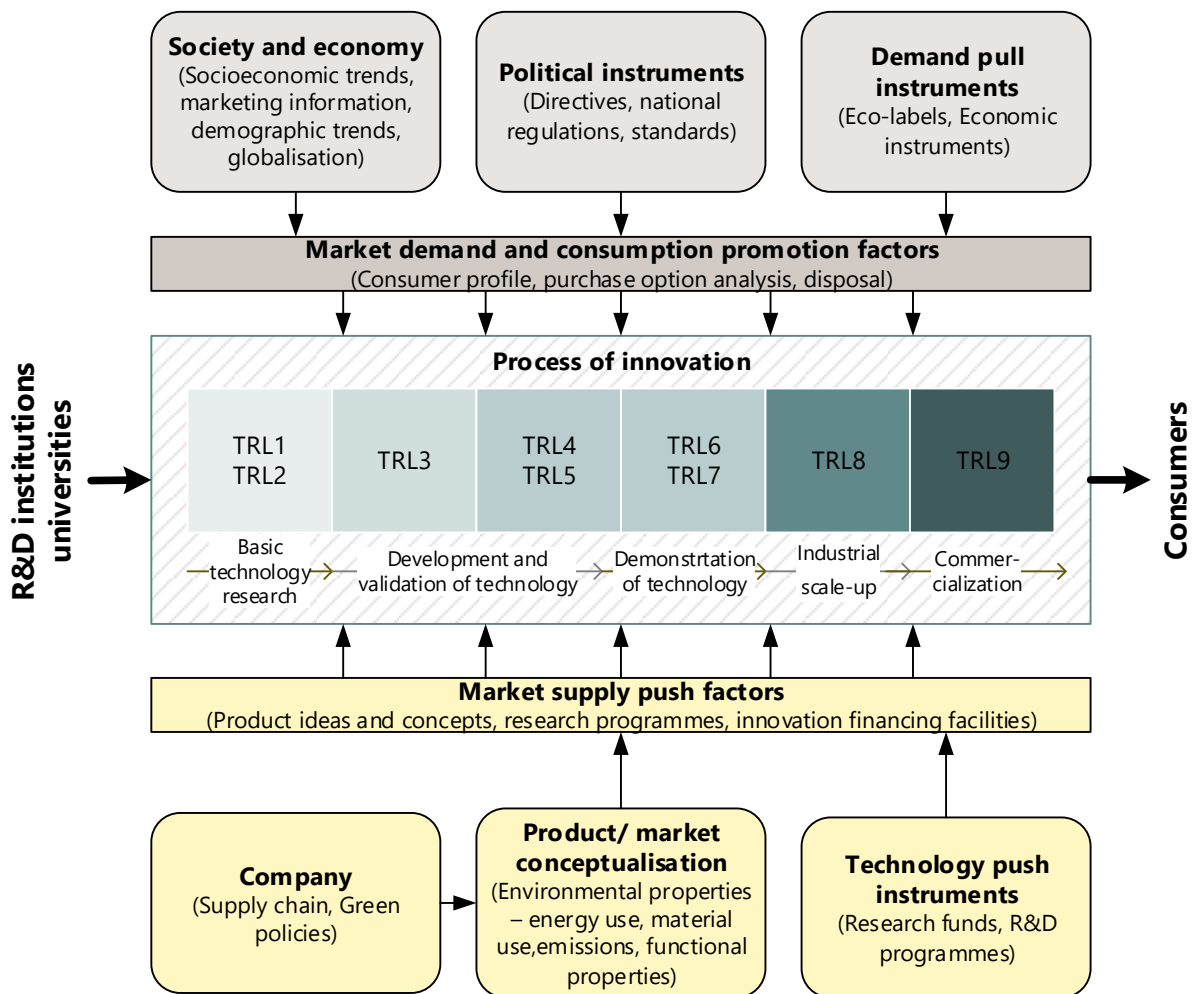 Society and economy
(Socioeconomic trends,
marketing information,
demographic trends,
globalisation)
Political instruments
(Directives, national
regulations, standards)
Demand pull
instruments
(Eco-labels, Economic
instruments)
Market demand and consumption promotion factors
(Consumer profile, purchase option analysis, disposal)
R&D institutions
universities
Process of innovation
TRL1
TRL2
TRL3
TRL4
TRL5
TRL6
TRL7
TRL8
TRL9
Basic
technology
research
Development and
validation of technology
Demonstrtation
of technology
Industrial
scale-up
Commer-
cialization
Consumers
Market supply push factors
(Product ideas and concepts, research programmes, innovation financing facilities)
Company
(Supply chain, Green
policies)
Product/ market
conceptualisation
(Environmental properties
– energy use, material
use,emissions, functional
properties)
Technology push
instruments
(Research funds, R&D
programmes)